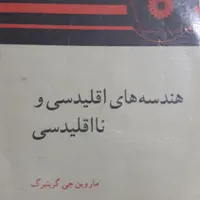 هندسه‌های اقلیدسی و
نااقلیدسی
ماروین جی گرینبرگ